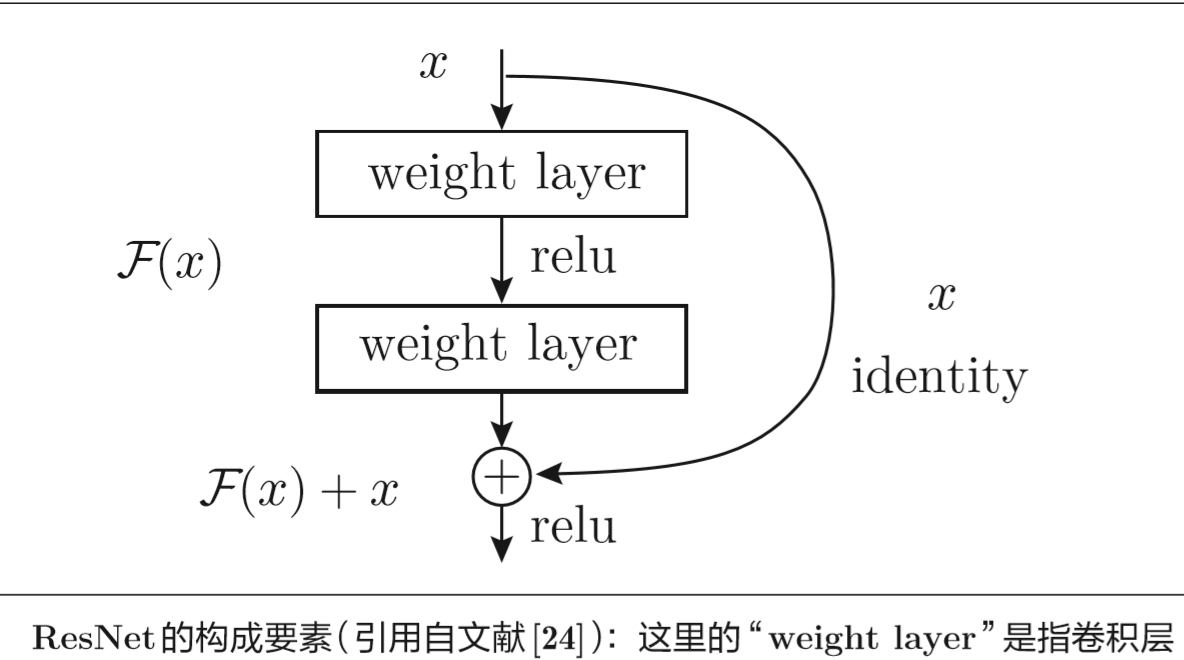 x
weight layer
F(x)
relu
x
weight layer
identity
F(x) + x
+
relu
ResNet的构成要素(引用自文献[24])：这里的“weight layer”是指卷积层